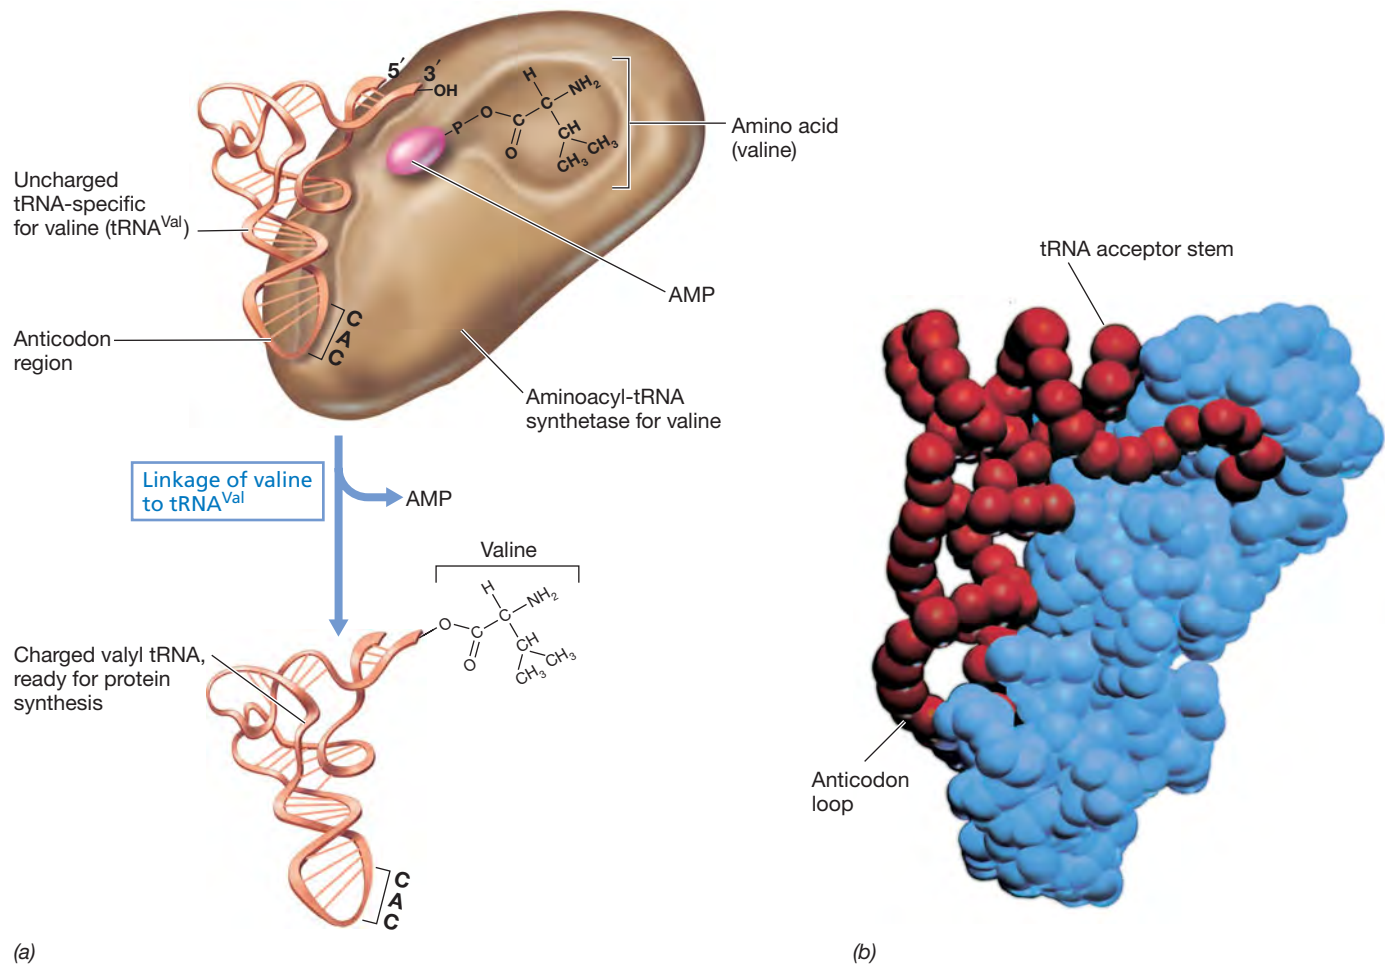 5′ 3′
OH
H
NH2
C
O
C
P
O
CH
CH3
CH3
Amino acid
(valine)
Uncharged
tRNA-specific
for valine (tRNAVal)
AMP
Anticodon
region
C
A
C
Aminoacyl-tRNA
synthetase for valine
Linkage of valine
to tRNAVal
AMP
Valine
H
NH2
C
O
C
O
CH
CH3
CH3
Charged valyl tRNA,
ready for protein
synthesis
C
A
C
(a)
tRNA acceptor stem
Anticodon
loop
(b)